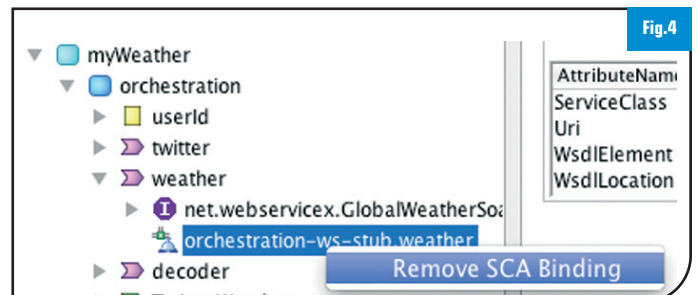 Fig.4
myWeather
orchestration
userId
twitter
weather
I net.webservicex.GlobalWeatherSoa
orchestration-ws-stub.weather
decoder
Remove SCA Binding
AttributeName
ServiceClass
Uri
WsdlElement
WsdlLocation